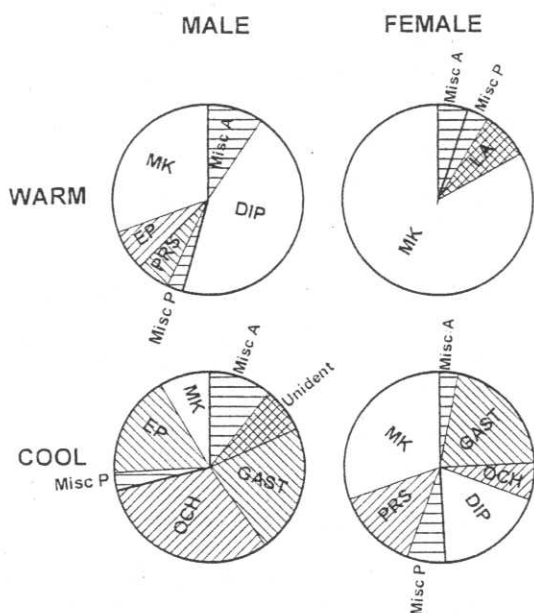 MALE FEMALE
WARM
Misc A
DIP
Misc P
PRS
EP
MK
Misc A
Misc P
LA
MK
COOL
Misc A
Unident
GAST
OCH
Misc P
EP
MK
Misc A
GAST
OCH
DIP
Misc P
PRS
MK